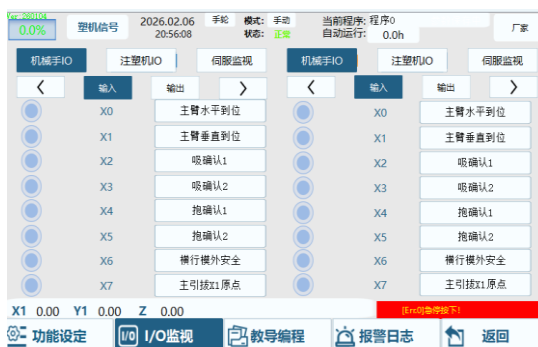 Ver: 280104
0.0%
塑机信号
2026.02.06
20:56:08
手轮
模式: 手动
状态: 正常
当前程序: 程序0
自动运行: 0.0h
厂家
机械手IO 注塑机IO 伺服监视 机械手IO 注塑机IO 伺服监视
< 输入 输出 > < 输入 输出 >
X0 主臂水平到位 X0 主臂水平到位
X1 主臂垂直到位 X1 主臂垂直到位
X2 吸确认1 X2 吸确认1
X3 吸确认2 X3 吸确认2
X4 抱确认1 X4 抱确认1
X5 抱确认2 X5 抱确认2
X6 横行模外安全 X6 横行模外安全
X7 主引拔X1原点 X7 主引拔X1原点
X1 0.00 Y1 0.00 Z 0.00
[Err0]急停按下!
功能设定 I/O I/O监视 教导编程 报警日志 返回